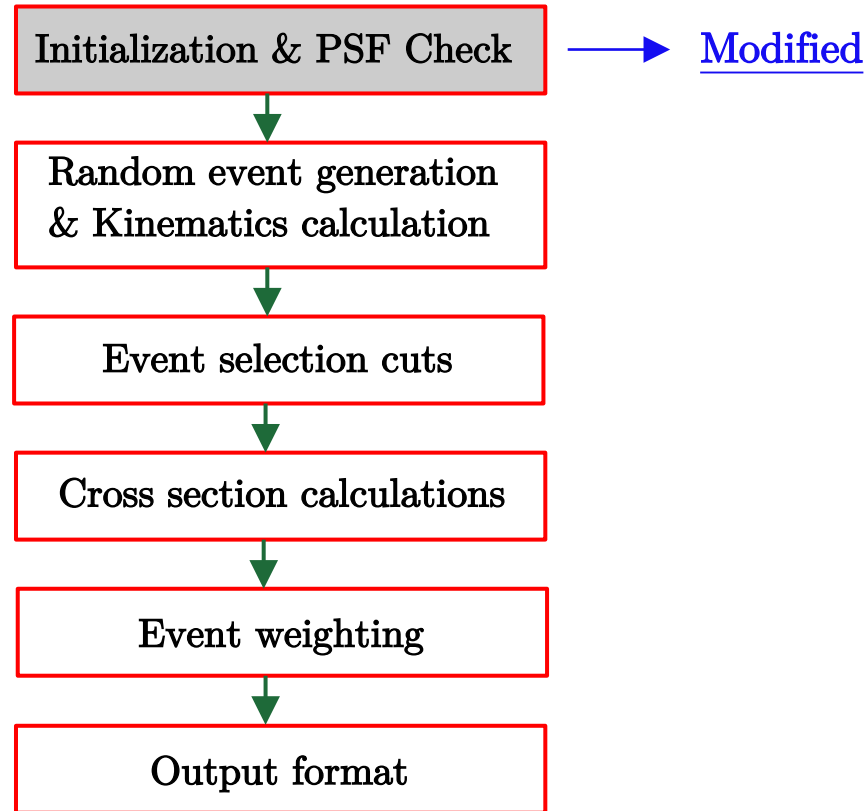 Initialization & PSF Check
Modified
Random event generation
& Kinematics calculation
Event selection cuts
Cross section calculations
Event weighting
Output format